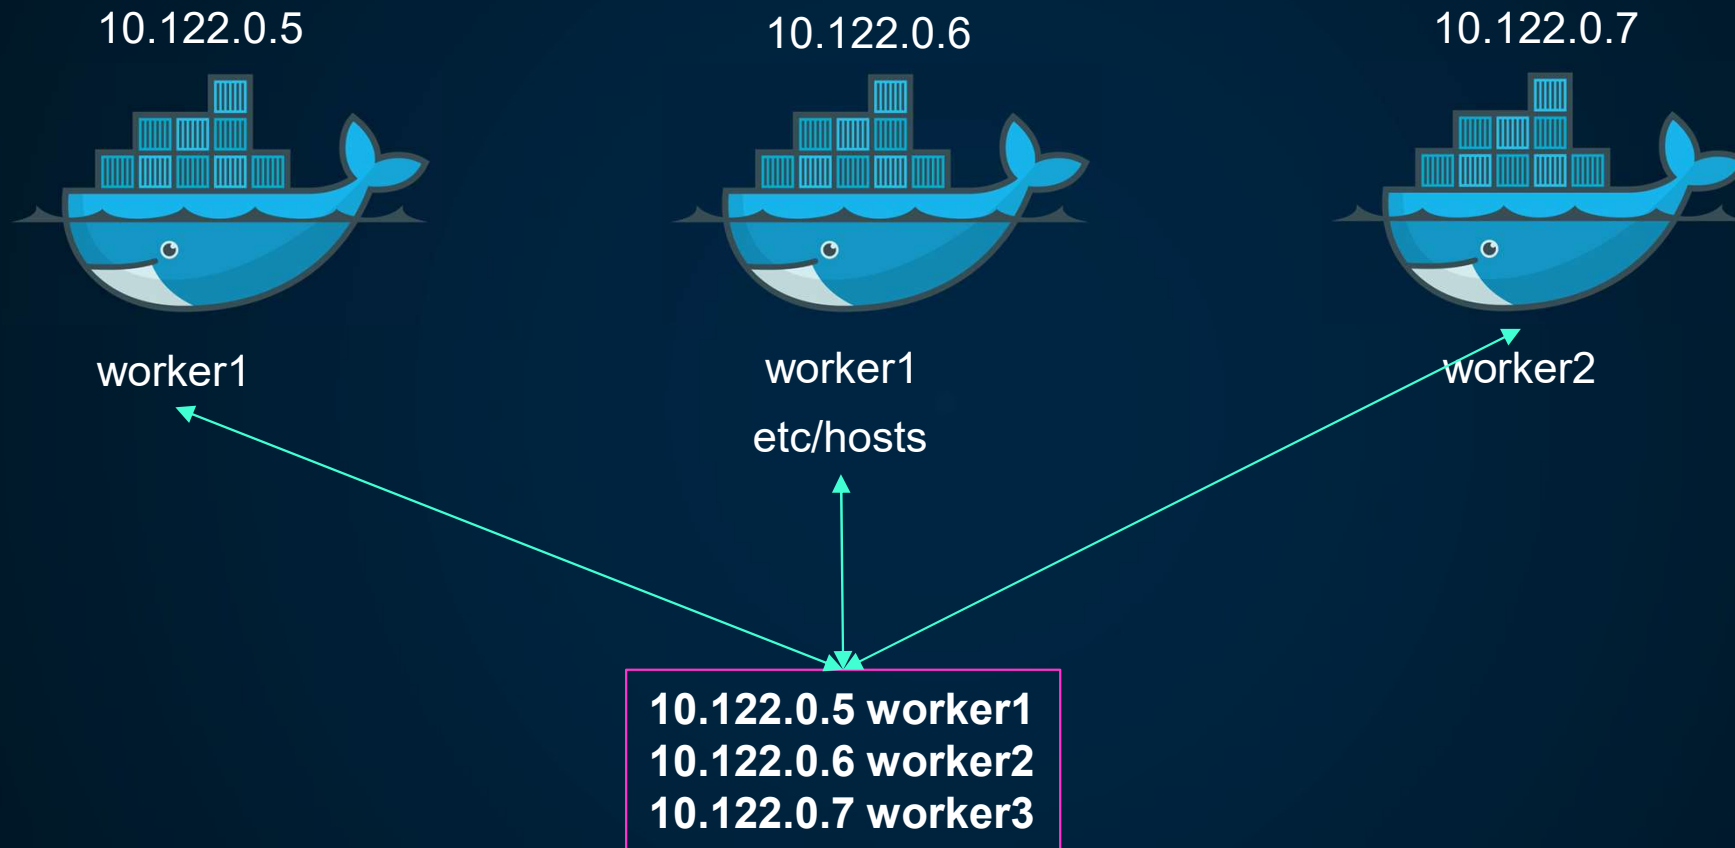 10.122.0.5
10.122.0.6
10.122.0.7
worker1
worker1
worker2
etc/hosts
10.122.0.5 worker1
10.122.0.6 worker2
10.122.0.7 worker3